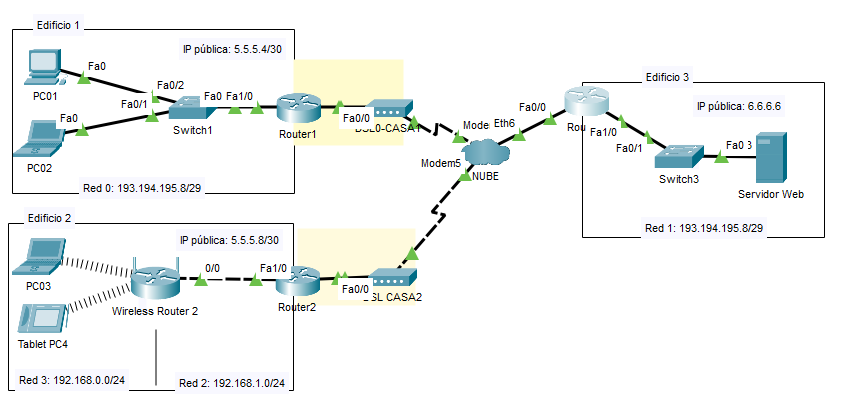 Edificio 1
IP pública: 5.5.5.4/30
Fa0
PC01
Fa0/2
Fa0/1
Fa0
PC02
Fa0 Fa1/0
Switch1
Router1
Fa0/0
Red 0: 193.194.195.8/29
Mode
Eth6
Modem5
NUBE
Fa0/0
Edificio 3
IP pública: 6.6.6.6
Rou
Fa1/0
Fa0/1
Switch3
Fa0 3
Servidor Web
Red 1: 193.194.195.8/29
Edificio 2
IP pública: 5.5.5.8/30
PC03
0/0
Fa1/0
Wireless Router 2
Router2
Fa0/0
CASA2
Tablet PC4
Red 3: 192.168.0.0/24
Red 2: 192.168.1.0/24